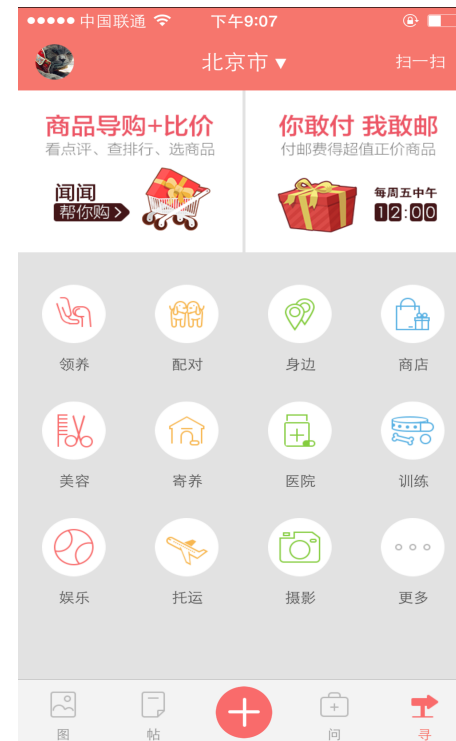 中国联通 下午9:07
北京市▼ 扫一扫
商品导购+比价
看点评、查排行、选商品
闻闻
帮你购
你敢付 我敢邮
付邮费得超值正价商品
每周五中午
12:00
领养 配对 身边 商店
美容 寄养 医院 训练
娱乐 托运 摄影 更多
图 帖 问 寻